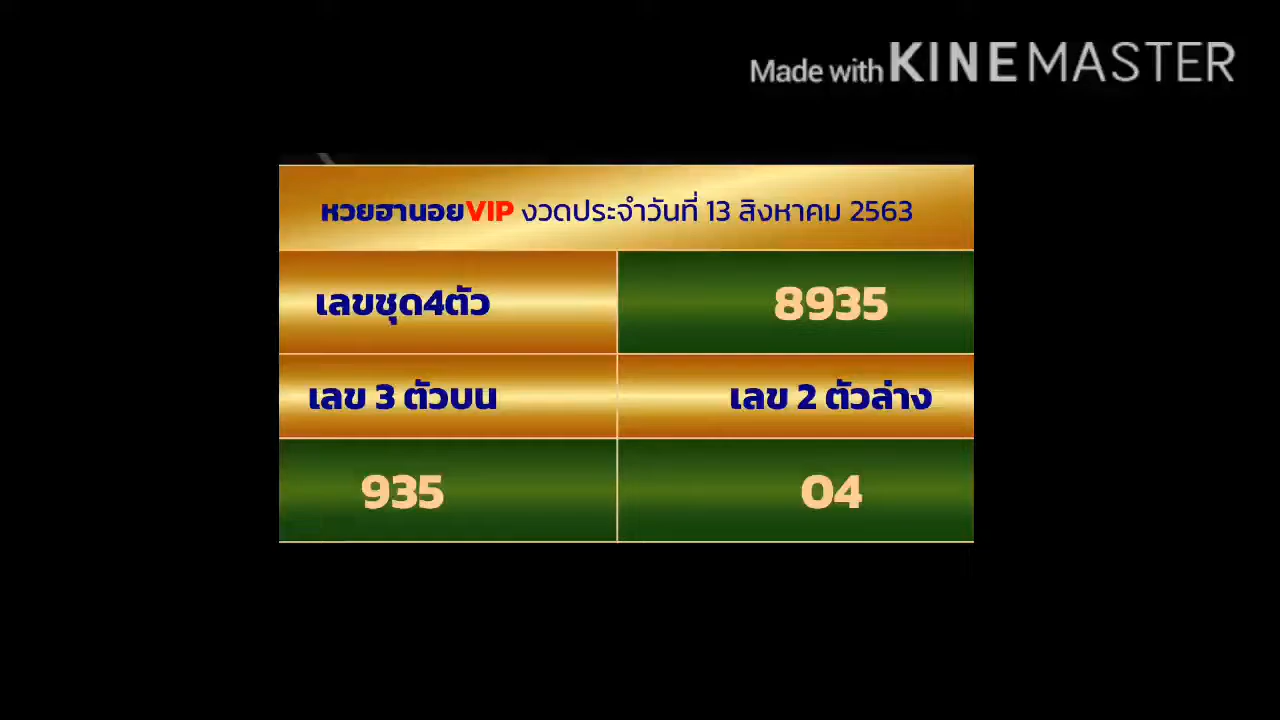 Made with KINEMASTER
หวยฮานอยVIP งวดประจำวันที่ 13 สิงหาคม 2563
เลขชุด4ตัว 8935
เลข 3 ตัวบน เลข 2 ตัวล่าง
935 04